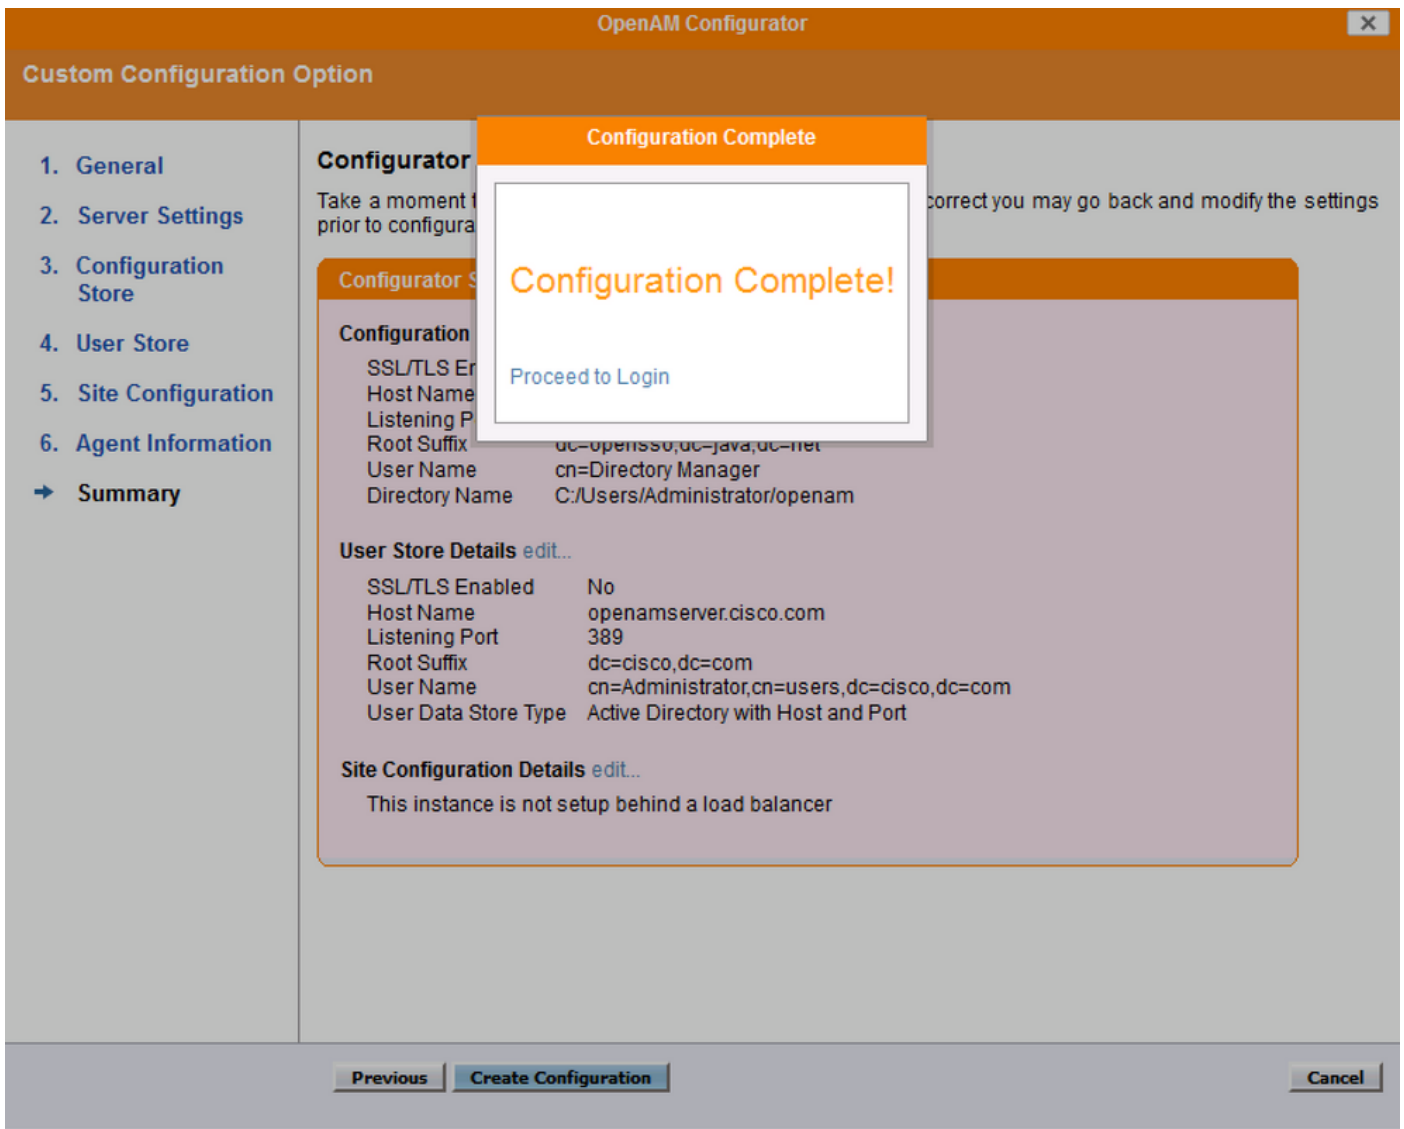 OpenAM Configurator
Custom Configuration Option
1. General
2. Server Settings
3. Configuration
Store
4. User Store
5. Site Configuration
6. Agent Information
Summary
Configurator
Take a moment
correct you may go back and modify the settings
prior to configura
Configurator S
Configuration
SSL/TLS En
Host Name
Listening P
Root Suffix dc=opensso,dc=java,dc=net
User Name cn=Directory Manager
Directory Name C:/Users/Administrator/openam
User Store Details edit...
SSL/TLS Enabled No
Host Name openamserver.cisco.com
Listening Port 389
Root Suffix dc=cisco,dc=com
User Name cn=Administrator,cn=users,dc=cisco,dc=com
User Data Store Type Active Directory with Host and Port
Site Configuration Details edit...
This instance is not setup behind a load balancer
Configuration Complete
Configuration Complete!
Proceed to Login
Previous
Create Configuration
Cancel